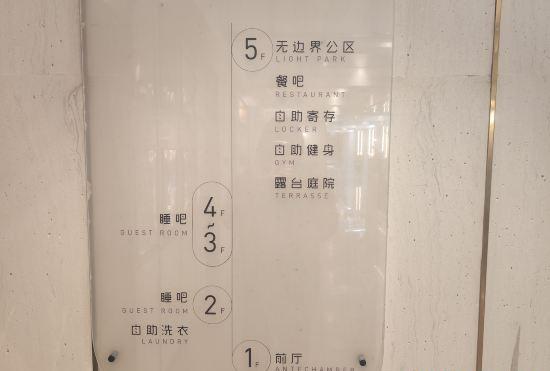 5F 无边界公区
LIGHT PARK
餐吧
RESTAURANT
自助寄存
LOCKER
自助健身
GYM
露台庭院
TERRASSE
睡吧 4F
~
GUEST ROOM 3F
睡吧 2F
GUEST ROOM
自助洗衣
LAUNDRY
1F 前厅
ANTECHAMBER